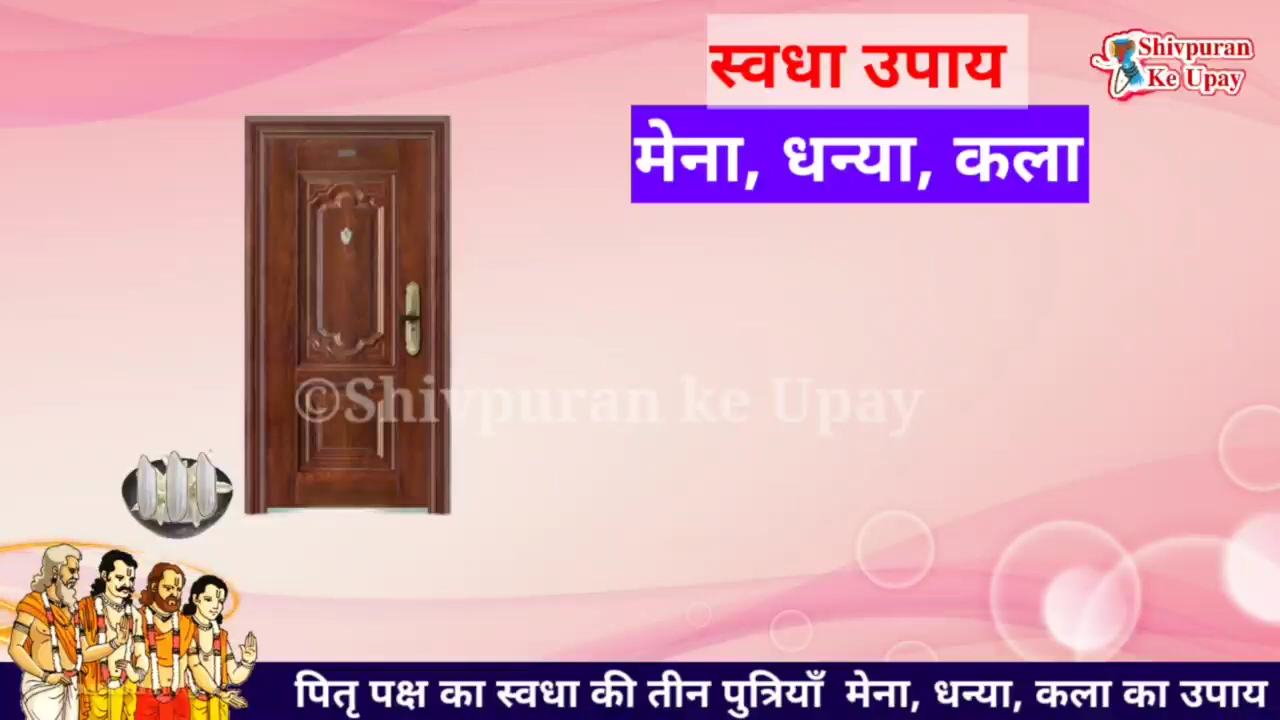 स्वधा उपाय
Shivpuran
Ke Upay
मेना, धन्या, कला
©Shivpuran ke Upay
पितृ पक्ष का स्वधा की तीन पुत्रियाँ मेना, धन्या, कला का उपाय